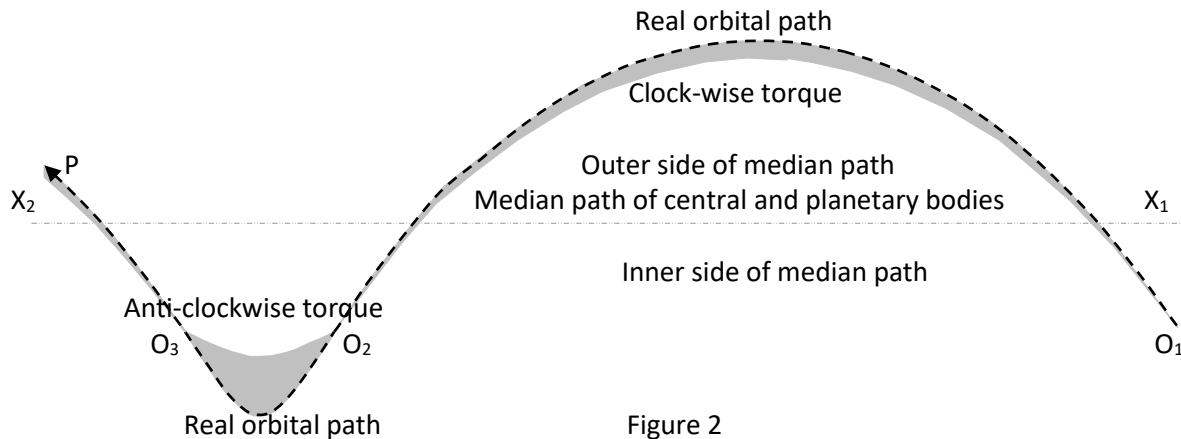 Real orbital path
Clock-wise torque
P
Outer side of median path
X₂
Median path of central and planetary bodies
X₁
Inner side of median path
Anti-clockwise torque
O₃
O₂
O₁
Real orbital path
Figure 2